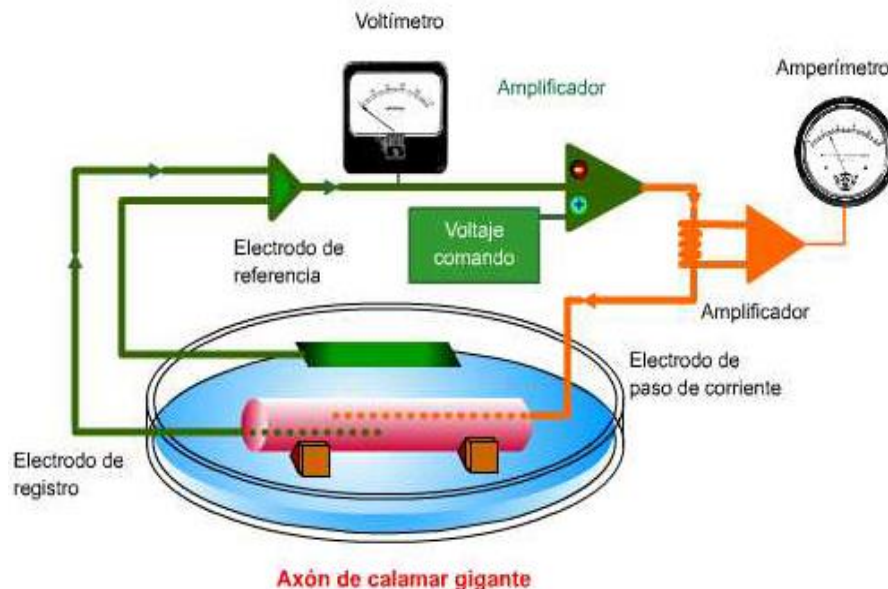 Voltímetro
Amplificador
Amperímetro
Voltaje
comando
Electrodo de
referencia
Amplificador
Electrodo de
paso de corriente
Electrodo de
registro
Axón de calamar gigante